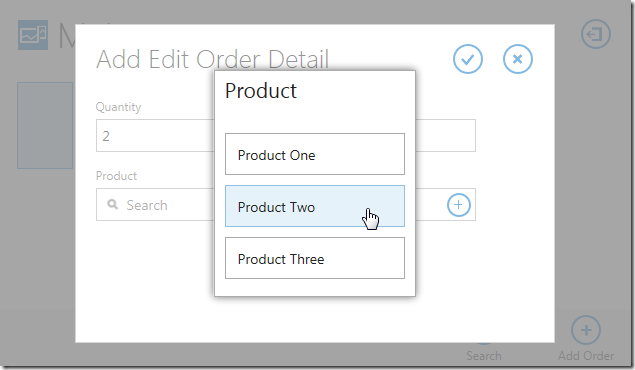 Add Edit Order Detail
Product
Quantity
2
Product One
Product
Product Two
Search
Product Three
Search
Add Order